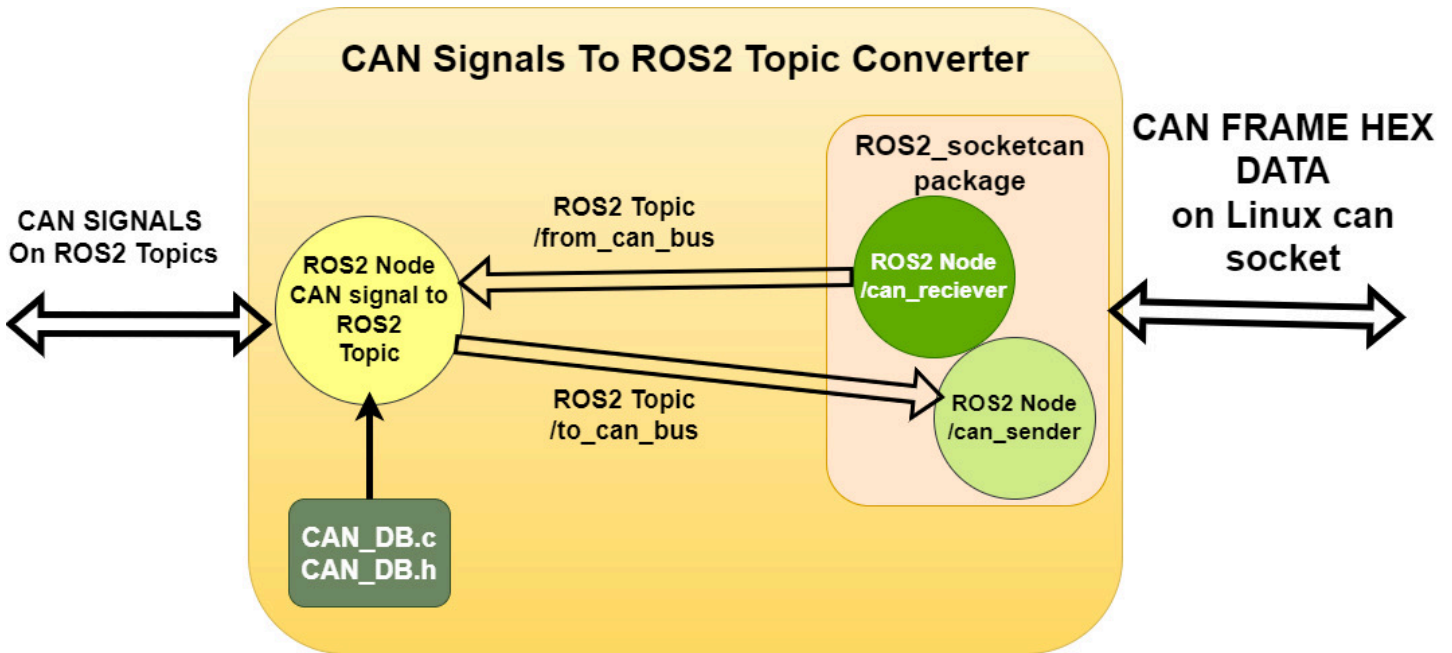 CAN Signals To ROS2 Topic Converter
CAN SIGNALS
On ROS2 Topics
ROS2 Node
CAN signal to
ROS2
Topic
CAN_DB.c
CAN_DB.h
ROS2 Topic
/from_can_bus
ROS2 Topic
/to_can_bus
ROS2_socketcan
package
ROS2 Node
/can_reciever
ROS2 Node
/can_sender
CAN FRAME HEX
DATA
on Linux can
socket